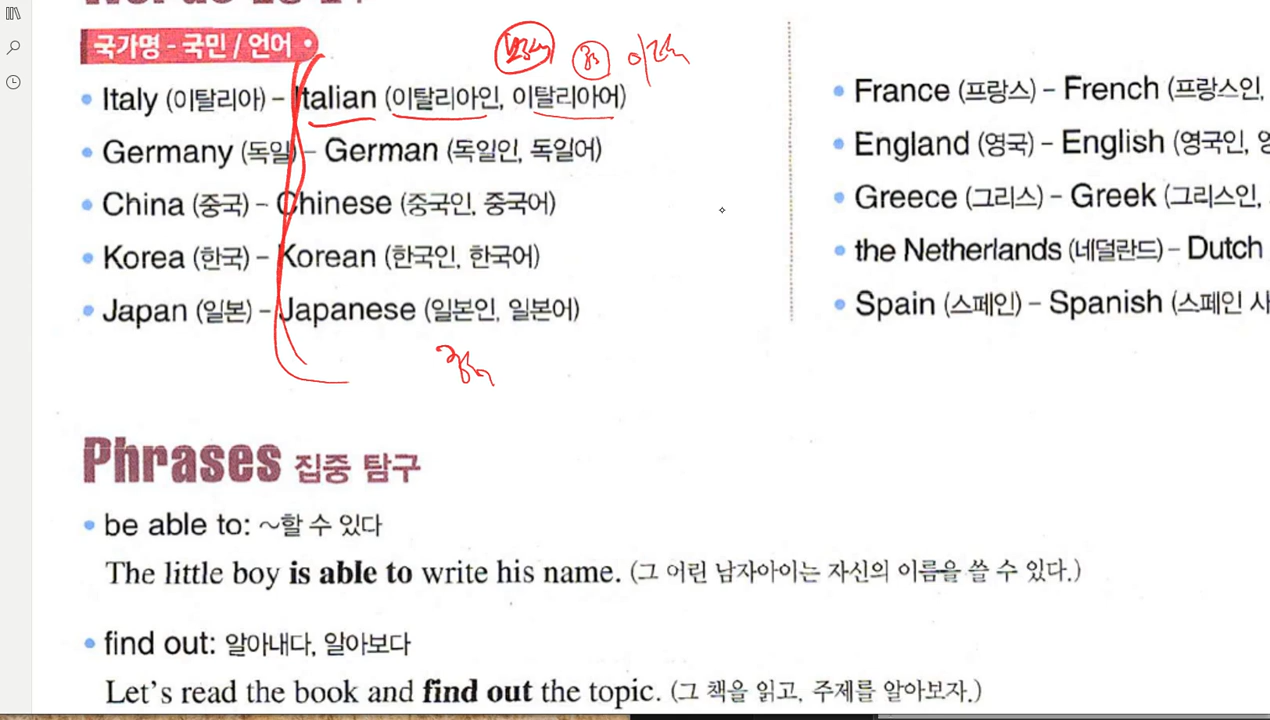 국가명 - 국민 / 언어
Italy (이탈리아) – Italian (이탈리아인, 이탈리아어)
Germany (독일) – German (독일인, 독일어)
China (중국) – Chinese (중국인, 중국어)
Korea (한국) – Korean (한국인, 한국어)
Japan (일본) – Japanese (일본인, 일본어)
France (프랑스) – French (프랑스인,
England (영국) – English (영국인,
Greece (그리스) – Greek (그리스인,
the Netherlands (네덜란드) – Dutch
Spain (스페인) – Spanish (스페인 사
Phrases 집중 탐구
be able to: ~할 수 있다
The little boy is able to write his name. (그 어린 남자아이는 자신의 이름을 쓸 수 있다.)
find out: 알아내다, 알아보다
Let's read the book and find out the topic. (그 책을 읽고, 주제를 알아보자.)